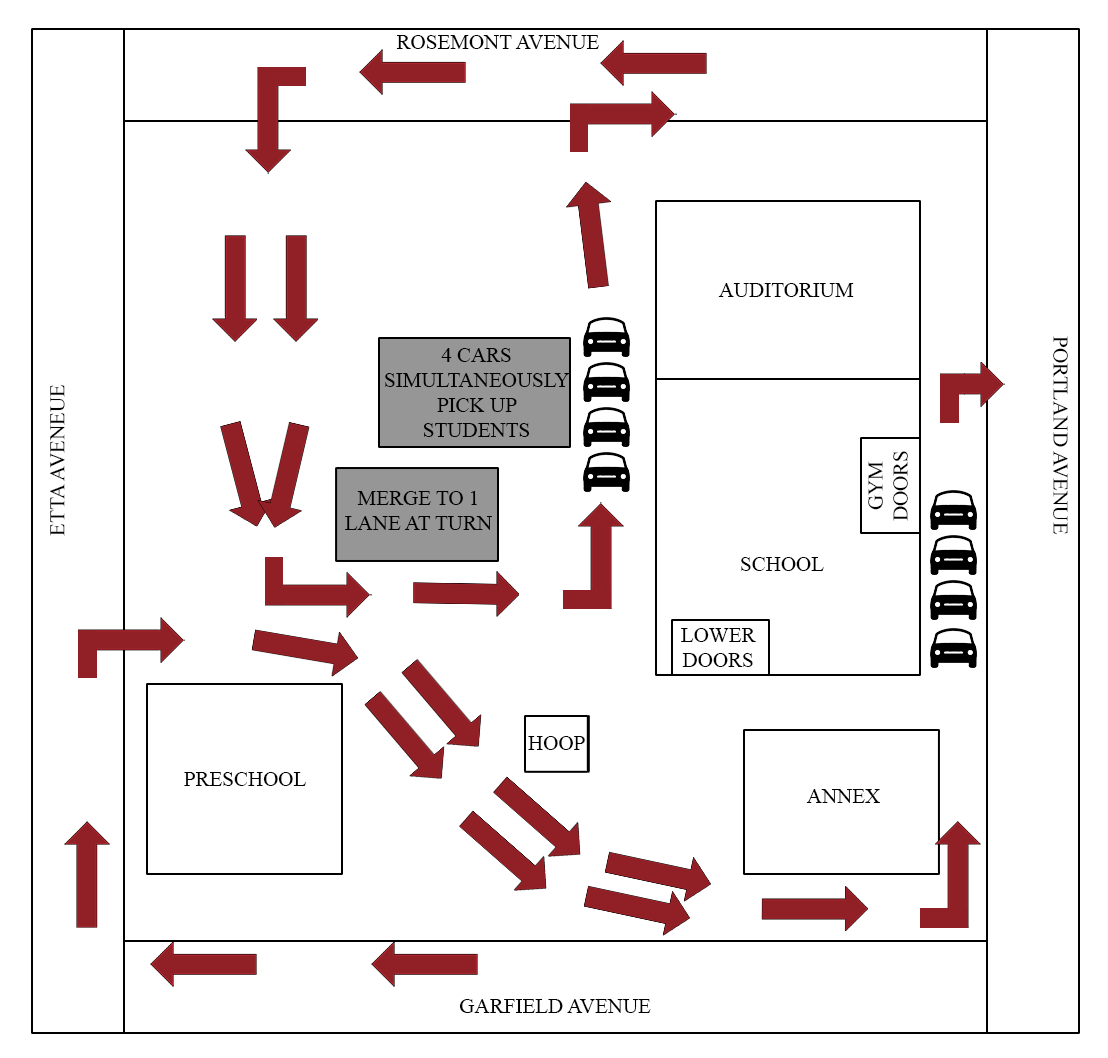 ROSEMONT AVENUE
AUDITORIUM
4 CARS
SIMULTANEOUSLY
PICK UP
STUDENTS
PORTLAND AVENUE
ETTA AVENEUE
GYM
DOORS
MERGE TO 1
LANE AT TURN
SCHOOL
LOWER
DOORS
HOOP
PRESCHOOL
ANNEX
GARFIELD AVENUE